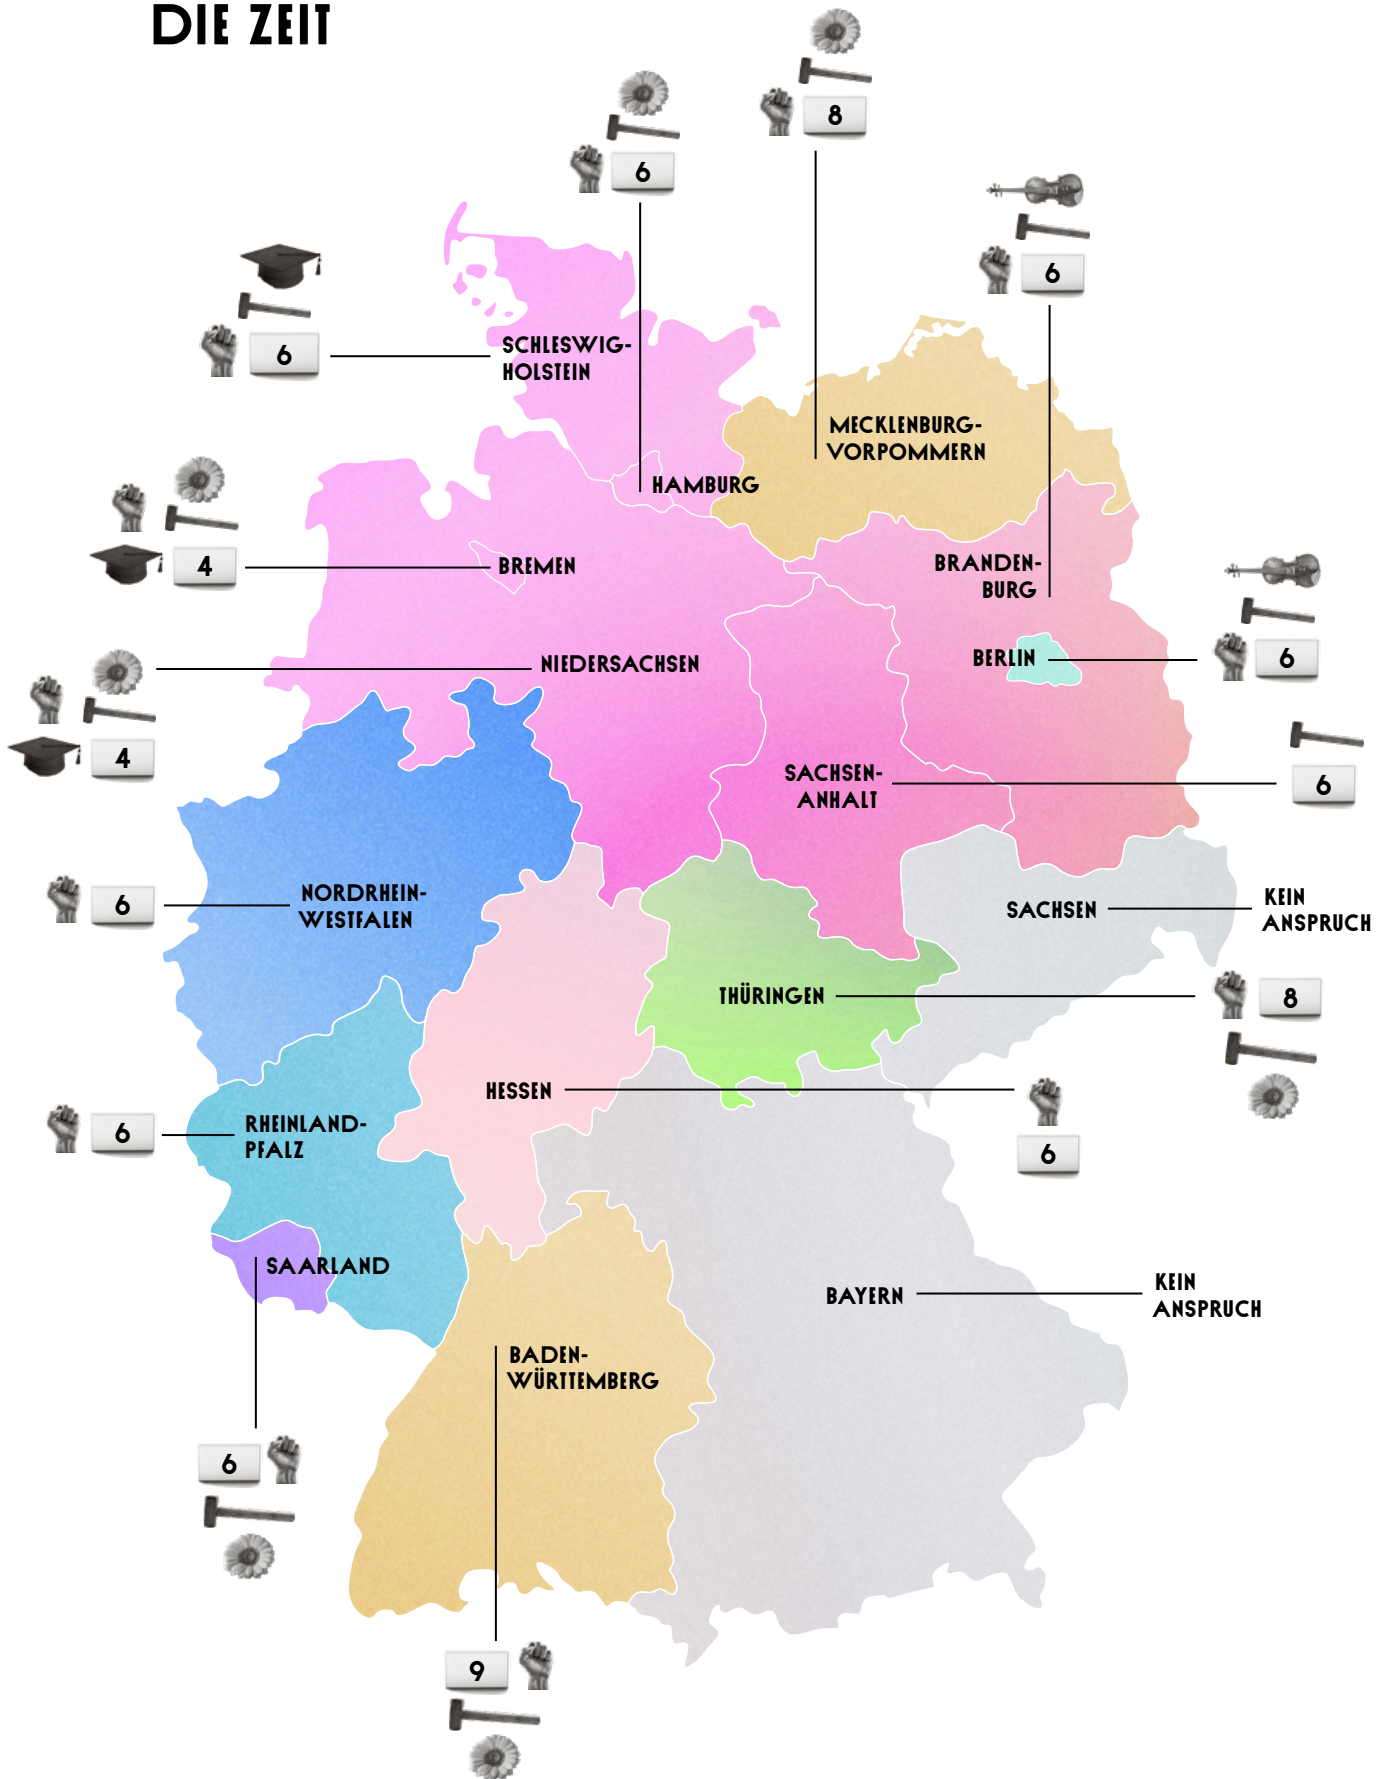 DIE ZEIT
8
6
6
SCHLESWIG-
HOLSTEIN
6
MECKLENBURG-
VORPOMMERN
HAMBURG
4
BREMEN
BRANDEN-
BURG
NIEDERSACHSEN
BERLIN
6
4
SACHSEN-
ANHALT
6
NORDRHEIN-
WESTFALEN
6
SACHSEN
KEIN
ANSPRUCH
THÜRINGEN
8
HESSEN
6
RHEINLAND-
PFALZ
6
SAARLAND
BAYERN
KEIN
ANSPRUCH
BADEN-
WÜRTTEMBERG
6
9